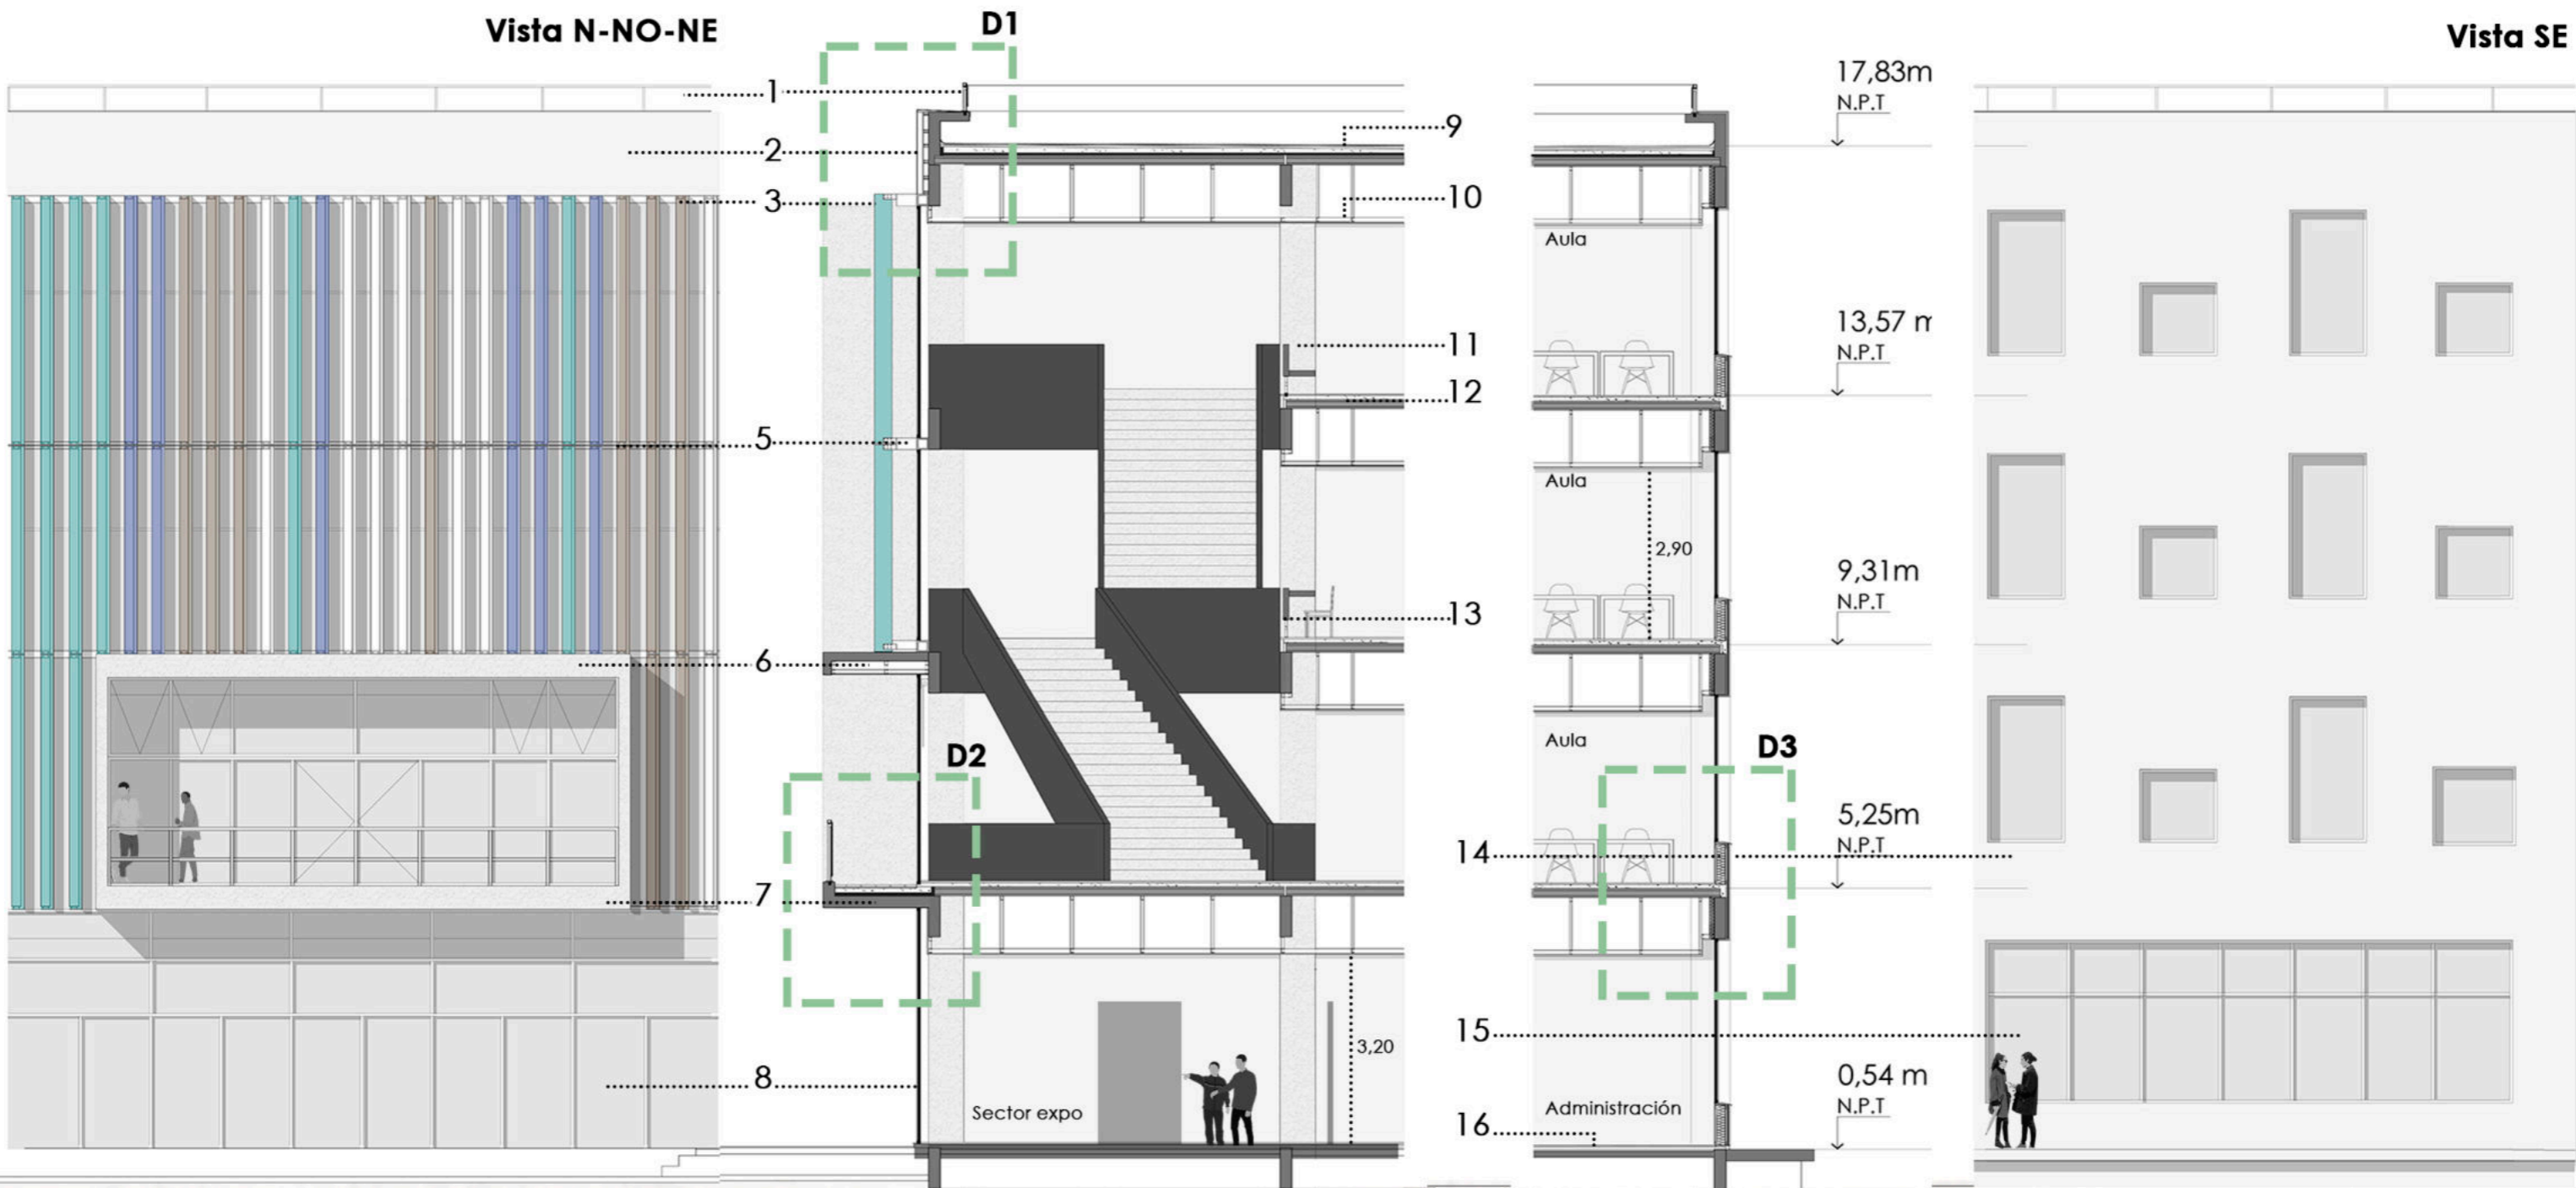 Vista N-NO-NE
D1
Vista SE
1
2
3
5
6
7
8
D2
Sector expo
3,20
9
10
11
12
13
14
15
16
Aula
Aula
2,90
Aula
D3
Administración
17,83m
N.P.T
13,57 m
N.P.T
9,31m
N.P.T
5,25m
N.P.T
0,54 m
N.P.T